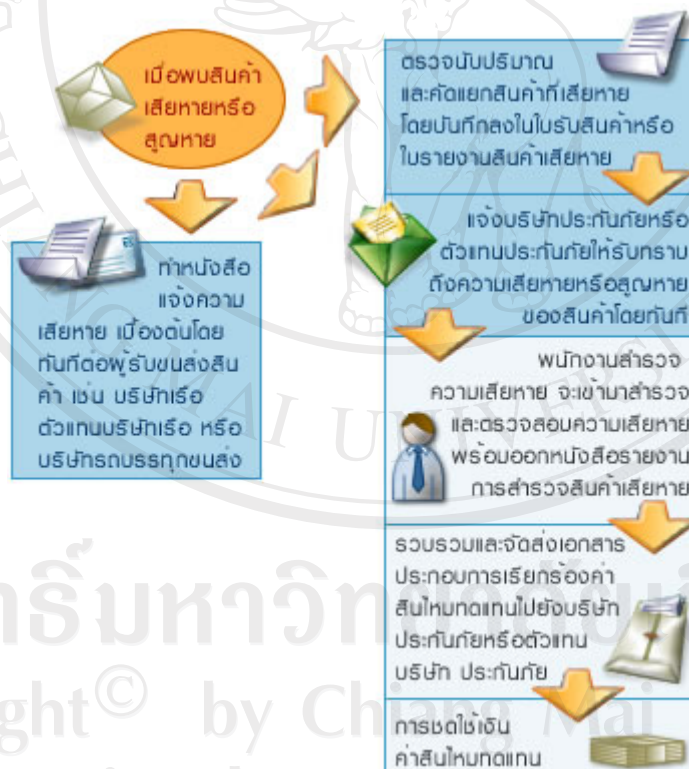 เมื่อพบสินค้า
เสียหายหรือ
สูญหาย
ตรวจนับปริมาณ
และคัดแยกสินค้าที่เสียหาย
โดยบันทึกลงในใบรับสินค้าหรือ
ใบรายงานสินค้าเสียหาย
แจ้งบริษัทประกันภัยหรือ
ตัวแทนประกันภัยให้รับทราบ
ถึงความเสียหายหรือสูญหาย
ของสินค้าโดยทันที
ทำหนังสือ
แจ้งความ
เสียหาย เบื้องต้นโดย
ทันทีต่อผู้รับขนส่งสิน
ค้า เช่น บริษัทเรือ
ตัวแทนบริษัทเรือ หรือ
บริษัทรถบรรทุกขนส่ง
พนักงานสำรวจ
ความเสียหาย จะเข้ามาสำรวจ
และตรวจสอบความเสียหาย
พร้อมออกหนังสือรายงาน
การสำรวจสินค้าเสียหาย
รวบรวมและจัดส่งเอกสาร
ประกอบการเรียกร้องค่า
สินไหมทดแทนไปยังบริษัท
ประกันภัยหรือตัวแทน
บริษัท ประกันภัย
การชดใช้เงิน
ค่าสินไหมทดแทน
by Chiang Mai